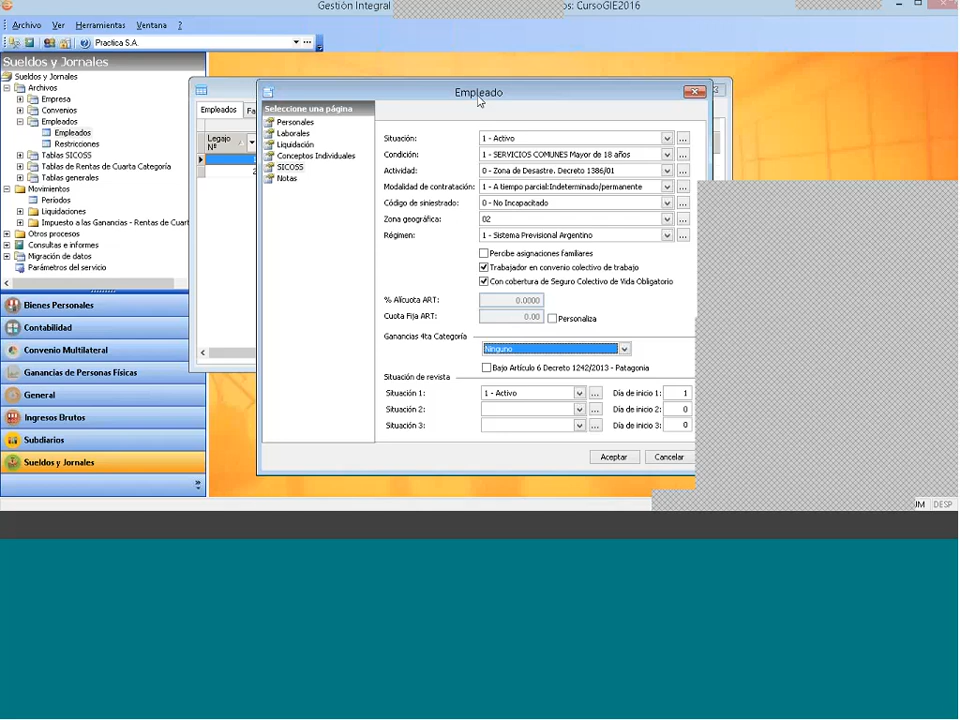 Gestión Integral
os: CursoGIE2016
Archivo Ver Herramientas Ventana ?
Practica S.A.
Sueldos y Jornales
Sueldos y Jornales
Archivos
Empresa
Convenios
Empleados
Empleados
Restricciones
Tablas SICOSS
Tablas de Rentas de Cuarta Categoría
Tablas generales
Movimientos
Períodos
Liquidaciones
Impuesto a las Ganancias - Rentas de Cuart
Otros procesos
Consultas e informes
Migración de datos
Parámetros del servicio
Bienes Personales
Contabilidad
Convenio Multilateral
Ganancias de Personas Físicas
General
Ingresos Brutos
Subdiarios
Sueldos y Jornales
Empleados Fa
Legajo
Nº
Empleado
Seleccione una página
Personales
Laborales
Liquidación
Conceptos Individuales
SICOSS
Notas
Situación: 1 - Activo
Condición: 1 - SERVICIOS COMUNES Mayor de 18 años
Actividad: 0 - Zona de Desastre. Decreto 1386/01
Modalidad de contratación: 1 - A tiempo parcial:Indeterminado/permanente
Código de siniestrado: 0 - No Incapacitado
Zona geográfica: 02
Régimen: 1 - Sistema Previsional Argentino
Percibe asignaciones familiares
Trabajador en convenio colectivo de trabajo
Con cobertura de Seguro Colectivo de Vida Obligatorio
% Alícuota ART: 0.0000
Cuota Fija ART: 0.00 Personaliza
Ganancias 4ta Categoría
Ninguno
Bajo Artículo 6 Decreto 1242/2013 - Patagonia
Situación de revista
Situación 1: 1 - Activo Día de inicio 1: 1
Situación 2: Día de inicio 2: 0
Situación 3: Día de inicio 3: 0
Aceptar Cancelar
IM DESP